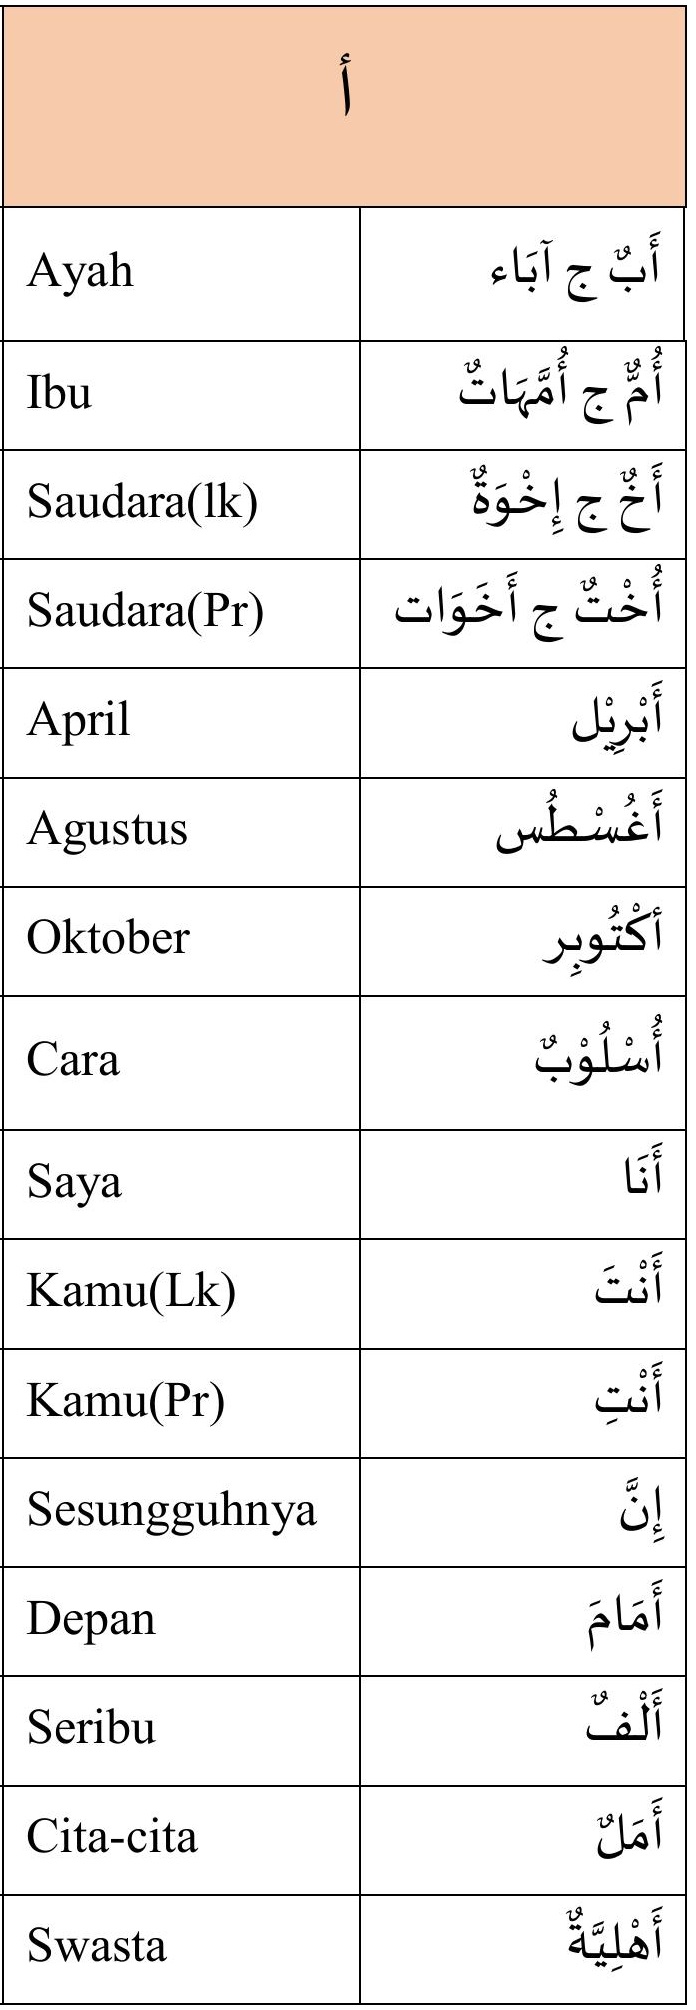 أ
Ayah أَبٌ ج آبَاء
Ibu أُمٌّ ج أُمَّهَاتٌ
Saudara(lk) أَخٌ ج إِخْوَةٌ
Saudara(Pr) أُخْتٌ ج أَخَوَات
April أَبْرِيْل
Agustus أَغُسْطُس
Oktober أكْتُوبِر
Cara أُسْلُوْبٌ
Saya أَنَا
Kamu(Lk) أَنْتَ
Kamu(Pr) أَنْتِ
Sesungguhnya إِنَّ
Depan أَمَامَ
Seribu أَلْفٌ
Cita-cita أَمَلٌ
Swasta أَهْلِيَّةٌ